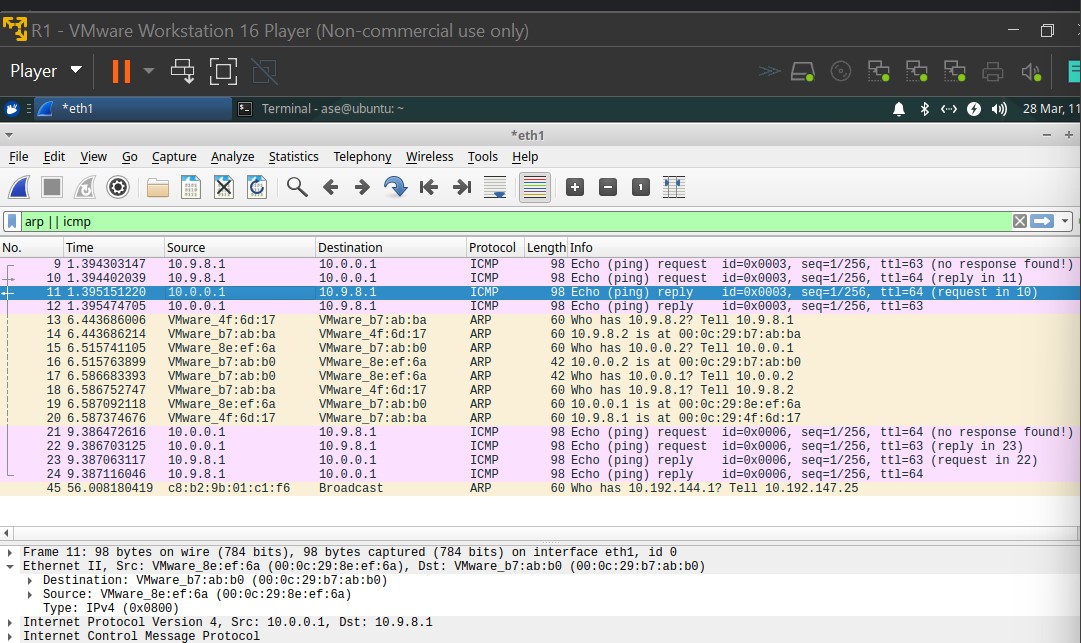 R1 - VMware Workstation 16 Player (Non-commercial use only)
Player
*eth1 Terminal - ase@ubuntu: ~ 28 Mar, 11
*eth1
File Edit View Go Capture Analyze Statistics Telephony Wireless Tools Help
arp || icmp
No. Time Source Destination Protocol Length Info
9 1.394303147 10.9.8.1 10.0.0.1 ICMP 98 Echo (ping) request id=0x0003, seq=1/256, ttl=63 (no response found!)
10 1.394402039 10.9.8.1 10.0.0.1 ICMP 98 Echo (ping) request id=0x0003, seq=1/256, ttl=64 (reply in 11)
11 1.395151220 10.0.0.1 10.9.8.1 ICMP 98 Echo (ping) reply id=0x0003, seq=1/256, ttl=64 (request in 10)
12 1.395474705 10.0.0.1 10.9.8.1 ICMP 98 Echo (ping) reply id=0x0003, seq=1/256, ttl=63
13 6.443686006 VMware_4f:6d:17 VMware_b7:ab:ba ARP 60 Who has 10.9.8.2? Tell 10.9.8.1
14 6.443686214 VMware_b7:ab:ba VMware_4f:6d:17 ARP 60 10.9.8.2 is at 00:0c:29:b7:ab:ba
15 6.515741105 VMware_8e:ef:6a VMware_b7:ab:b0 ARP 60 Who has 10.0.0.2? Tell 10.0.0.1
16 6.515763899 VMware_b7:ab:b0 VMware_8e:ef:6a ARP 42 10.0.0.2 is at 00:0c:29:b7:ab:b0
17 6.586683393 VMware_b7:ab:b0 VMware_8e:ef:6a ARP 42 Who has 10.0.0.1? Tell 10.0.0.2
18 6.586752747 VMware_b7:ab:ba VMware_4f:6d:17 ARP 60 Who has 10.9.8.1? Tell 10.9.8.2
19 6.587092118 VMware_8e:ef:6a VMware_b7:ab:b0 ARP 60 10.0.0.1 is at 00:0c:29:8e:ef:6a
20 6.587374676 VMware_4f:6d:17 VMware_b7:ab:ba ARP 60 10.9.8.1 is at 00:0c:29:4f:6d:17
21 9.386472616 10.0.0.1 10.9.8.1 ICMP 98 Echo (ping) request id=0x0006, seq=1/256, ttl=64 (no response found!)
22 9.386703125 10.0.0.1 10.9.8.1 ICMP 98 Echo (ping) request id=0x0006, seq=1/256, ttl=63 (reply in 23)
23 9.387063117 10.9.8.1 10.0.0.1 ICMP 98 Echo (ping) reply id=0x0006, seq=1/256, ttl=63 (request in 22)
24 9.387116046 10.9.8.1 10.0.0.1 ICMP 98 Echo (ping) reply id=0x0006, seq=1/256, ttl=64
45 56.008180419 c8:b2:9b:01:c1:f6 Broadcast ARP 60 Who has 10.192.144.1? Tell 10.192.147.25
Frame 11: 98 bytes on wire (784 bits), 98 bytes captured (784 bits) on interface eth1, id 0
Ethernet II, Src: VMware_8e:ef:6a (00:0c:29:8e:ef:6a), Dst: VMware_b7:ab:b0 (00:0c:29:b7:ab:b0)
Destination: VMware_b7:ab:b0 (00:0c:29:b7:ab:b0)
Source: VMware_8e:ef:6a (00:0c:29:8e:ef:6a)
Type: IPv4 (0x0800)
Internet Protocol Version 4, Src: 10.0.0.1, Dst: 10.9.8.1
Internet Control Message Protocol